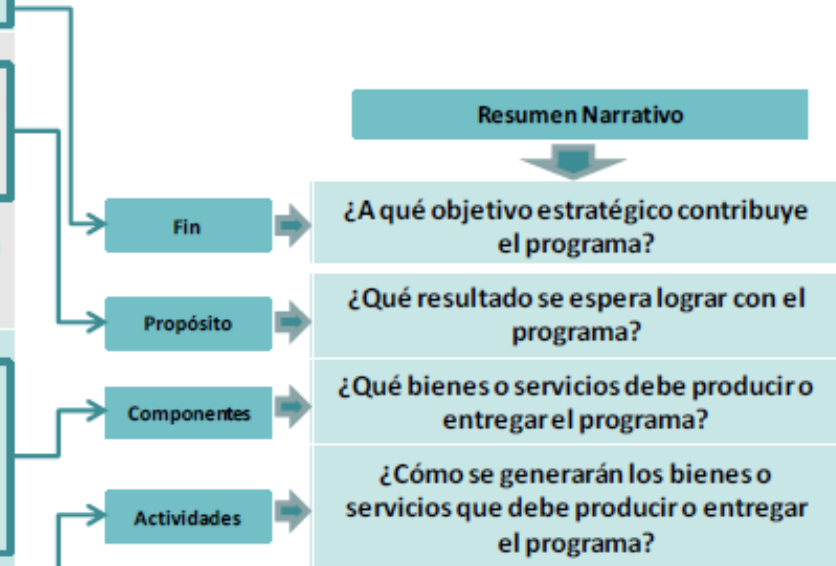 Resumen Narrativo
Fin
¿A qué objetivo estratégico contribuye
el programa?
Propósito
¿Qué resultado se espera lograr con el
programa?
Componentes
¿Qué bienes o servicios debe producir o
entregar el programa?
Actividades
¿Cómo se generarán los bienes o
servicios que debe producir o entregar
el programa?